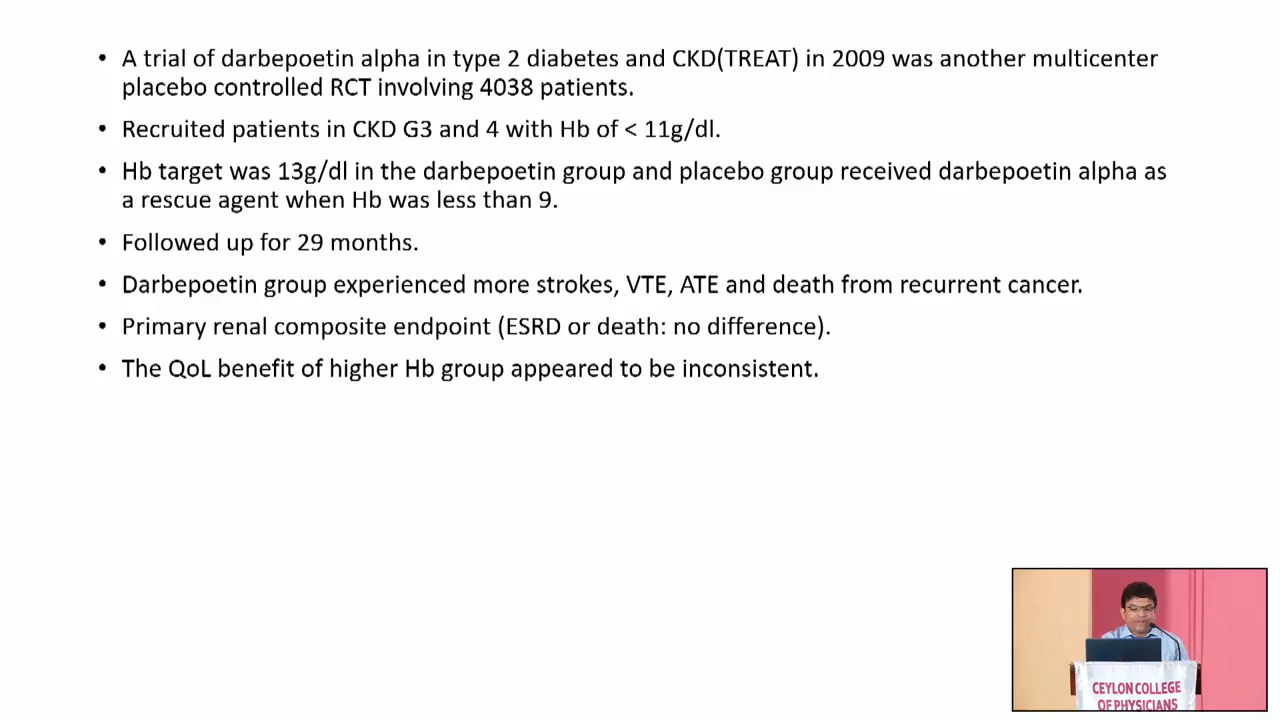 • A trial of darbepoetin alpha in type 2 diabetes and CKD(TREAT) in 2009 was another multicenter
placebo controlled RCT involving 4038 patients.
• Recruited patients in CKD G3 and 4 with Hb of < 11g/dl.
• Hb target was 13g/dl in the darbepoetin group and placebo group received darbepoetin alpha as
a rescue agent when Hb was less than 9.
• Followed up for 29 months.
• Darbepoetin group experienced more strokes, VTE, ATE and death from recurrent cancer.
• Primary renal composite endpoint (ESRD or death: no difference).
• The QoL benefit of higher Hb group appeared to be inconsistent.
CEYLON COLLEGE
OF PHYSICIANS